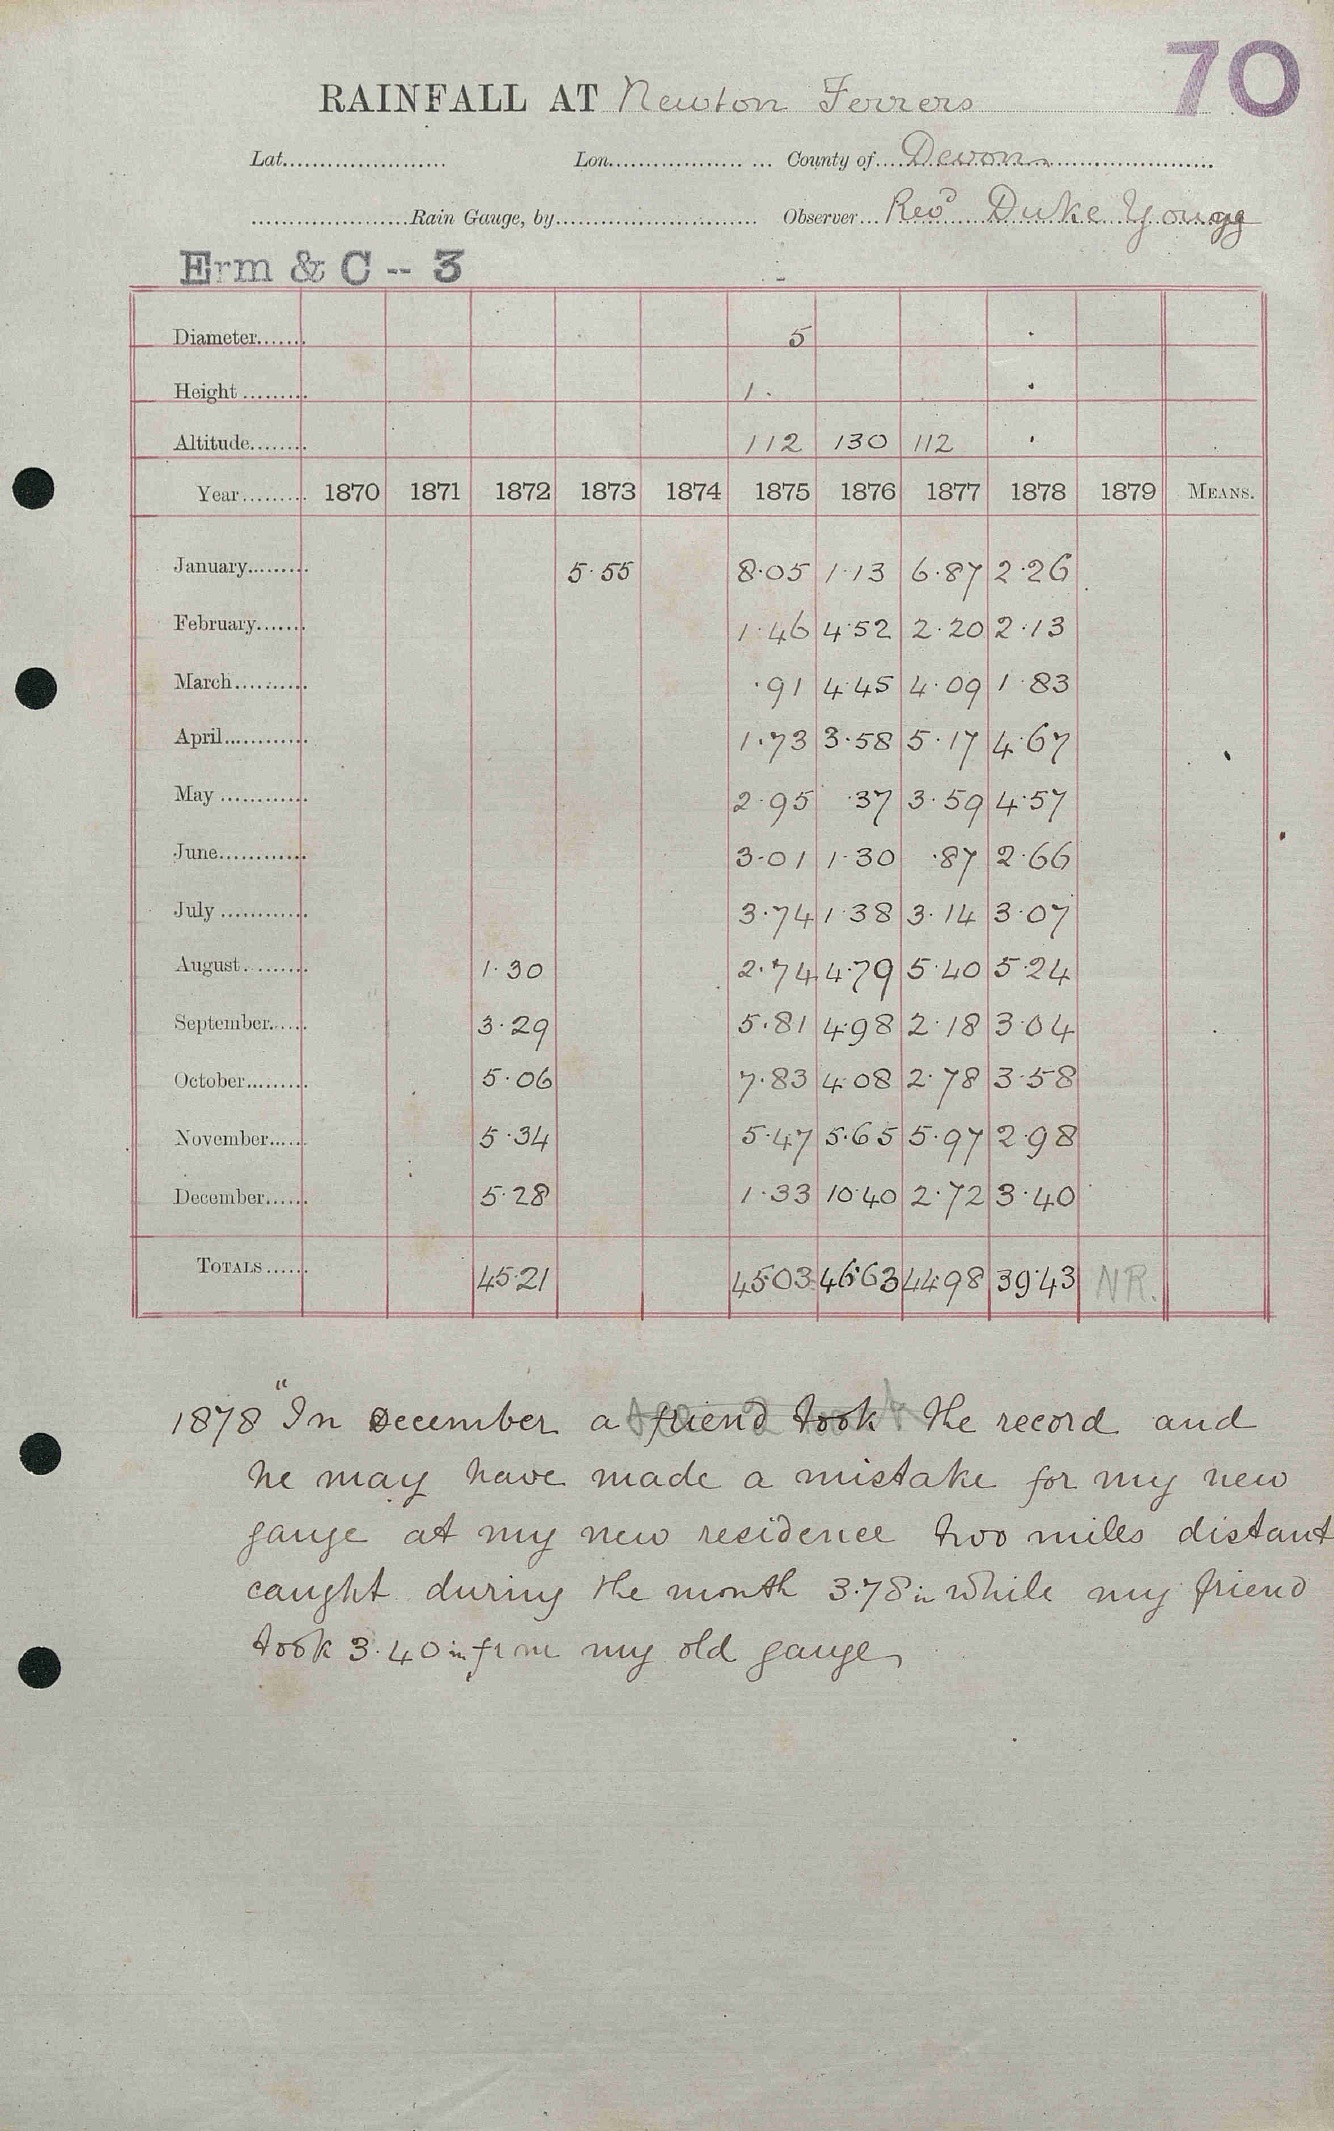 70
RAINFALL AT Newton Ferrers
Lat. Lon. County of Devon
Rain Gauge, by Observer Revd Duke Young
Erm & C -- 3
Diameter 5
Height 1.
Altitude 112 130 112
Year 1870 1871 1872 1873 1874 1875 1876 1877 1878 1879 MEANS.
January 5.55 8.05 1.13 6.87 2.26
February 1.46 4.52 2.20 2.13
March .91 4.45 4.09 1.83
April 1.73 3.58 5.17 4.67
May 2.95 .37 3.59 4.57
June 3.01 1.30 .87 2.66
July 3.74 1.38 3.14 3.07
August 1.30 2.74 4.79 5.40 5.24
September 3.29 5.81 4.98 2.18 3.04
October 5.06 7.83 4.08 2.78 3.58
November 5.34 5.47 5.65 5.97 2.98
December 5.28 1.33 10.40 2.72 3.40
TOTALS 45.21 45.03 46.63 44.98 39.43 NR.
1878 "In December a friend took the record and
he may have made a mistake for my new
gauge at my new residence two miles distant
caught during the month 3.78 in while my friend
took 3.40 in from my old gauge